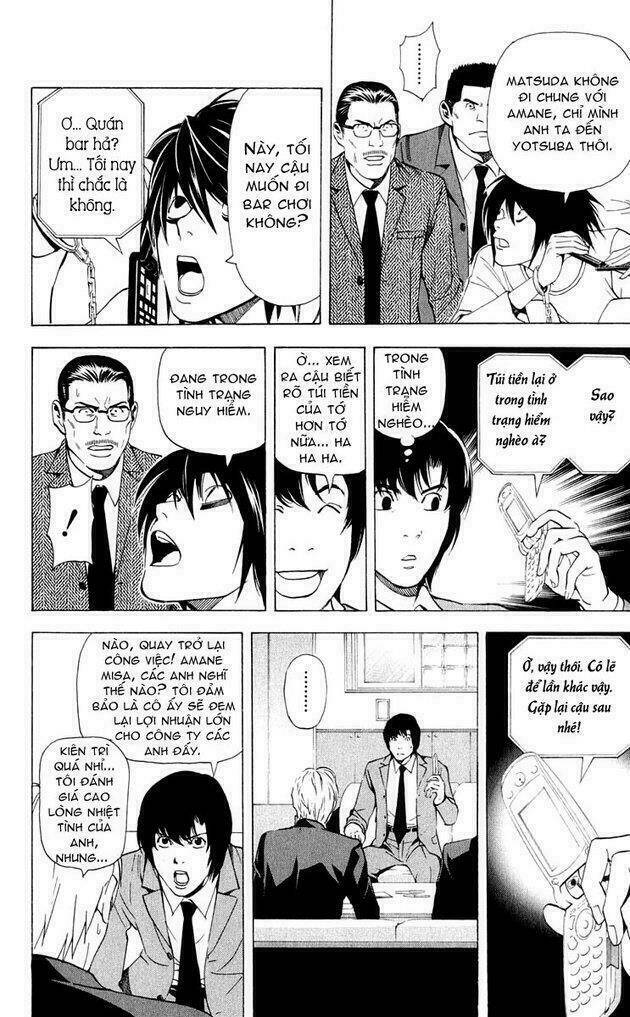 MATSUDA KHÔNG
ĐI CHUNG VỚI
AMANE, CHỈ MÌNH
ANH TA ĐẾN
YOTSUBA THÔI.
........
NÀY, TỐI
NAY CẬU
MUỐN ĐI
BAR CHƠI
KHÔNG?
Ơ... QUÁN
BAR HẢ?
ƯM... TỐI NAY
THÌ CHẮC LÀ
KHÔNG.
Sao
vậy?
Túi tiền lại ở
trong tình
trạng hiểm
nghèo à?
TRONG
TÌNH
TRẠNG
HIỂM
NGHÈO...
Ờ... XEM
RA CẬU BIẾT
RÕ TÚI TIỀN
CỦA TỚ
HƠN TỚ
NỮA... HA
HA HA.
ĐANG TRONG
TÌNH TRẠNG
NGUY HIỂM.
!
Ờ, vậy thôi. Có lẽ
để lần khác vậy.
Gặp lại cậu sau
nhé!
........
NÀO, QUAY TRỞ LẠI
CÔNG VIỆC! AMANE
MISA, CÁC ANH NGHĨ
THẾ NÀO? TÔI ĐẢM
BẢO LÀ CÔ ẤY SẼ ĐEM
LẠI LỢI NHUẬN LỚN
CHO CÔNG TY CÁC
ANH ĐẤY.
KIÊN TRÌ
QUÁ NHỈ...
TÔI ĐÁNH
GIÁ CAO
LÒNG NHIỆT
TÌNH CỦA
ANH,
NHƯNG...